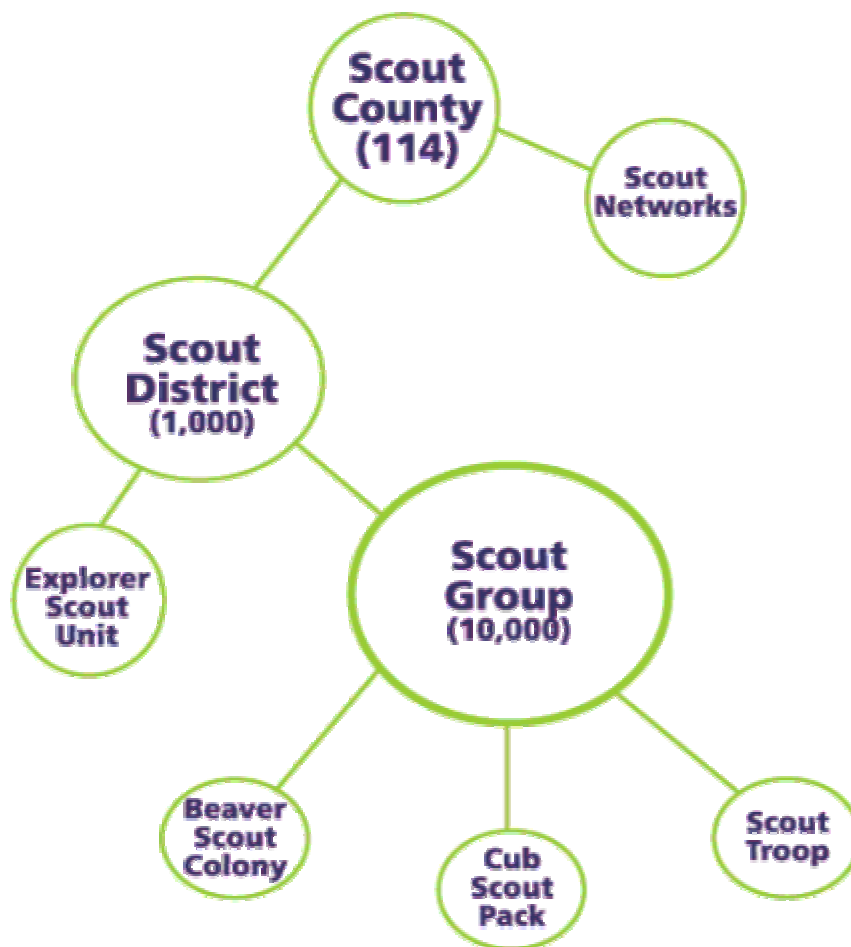 Scout
County
(114)
Scout
Networks
Scout
District
(1,000)
Explorer
Scout
Unit
Scout
Group
(10,000)
Beaver
Scout
Colony
Cub
Scout
Pack
Scout
Troop